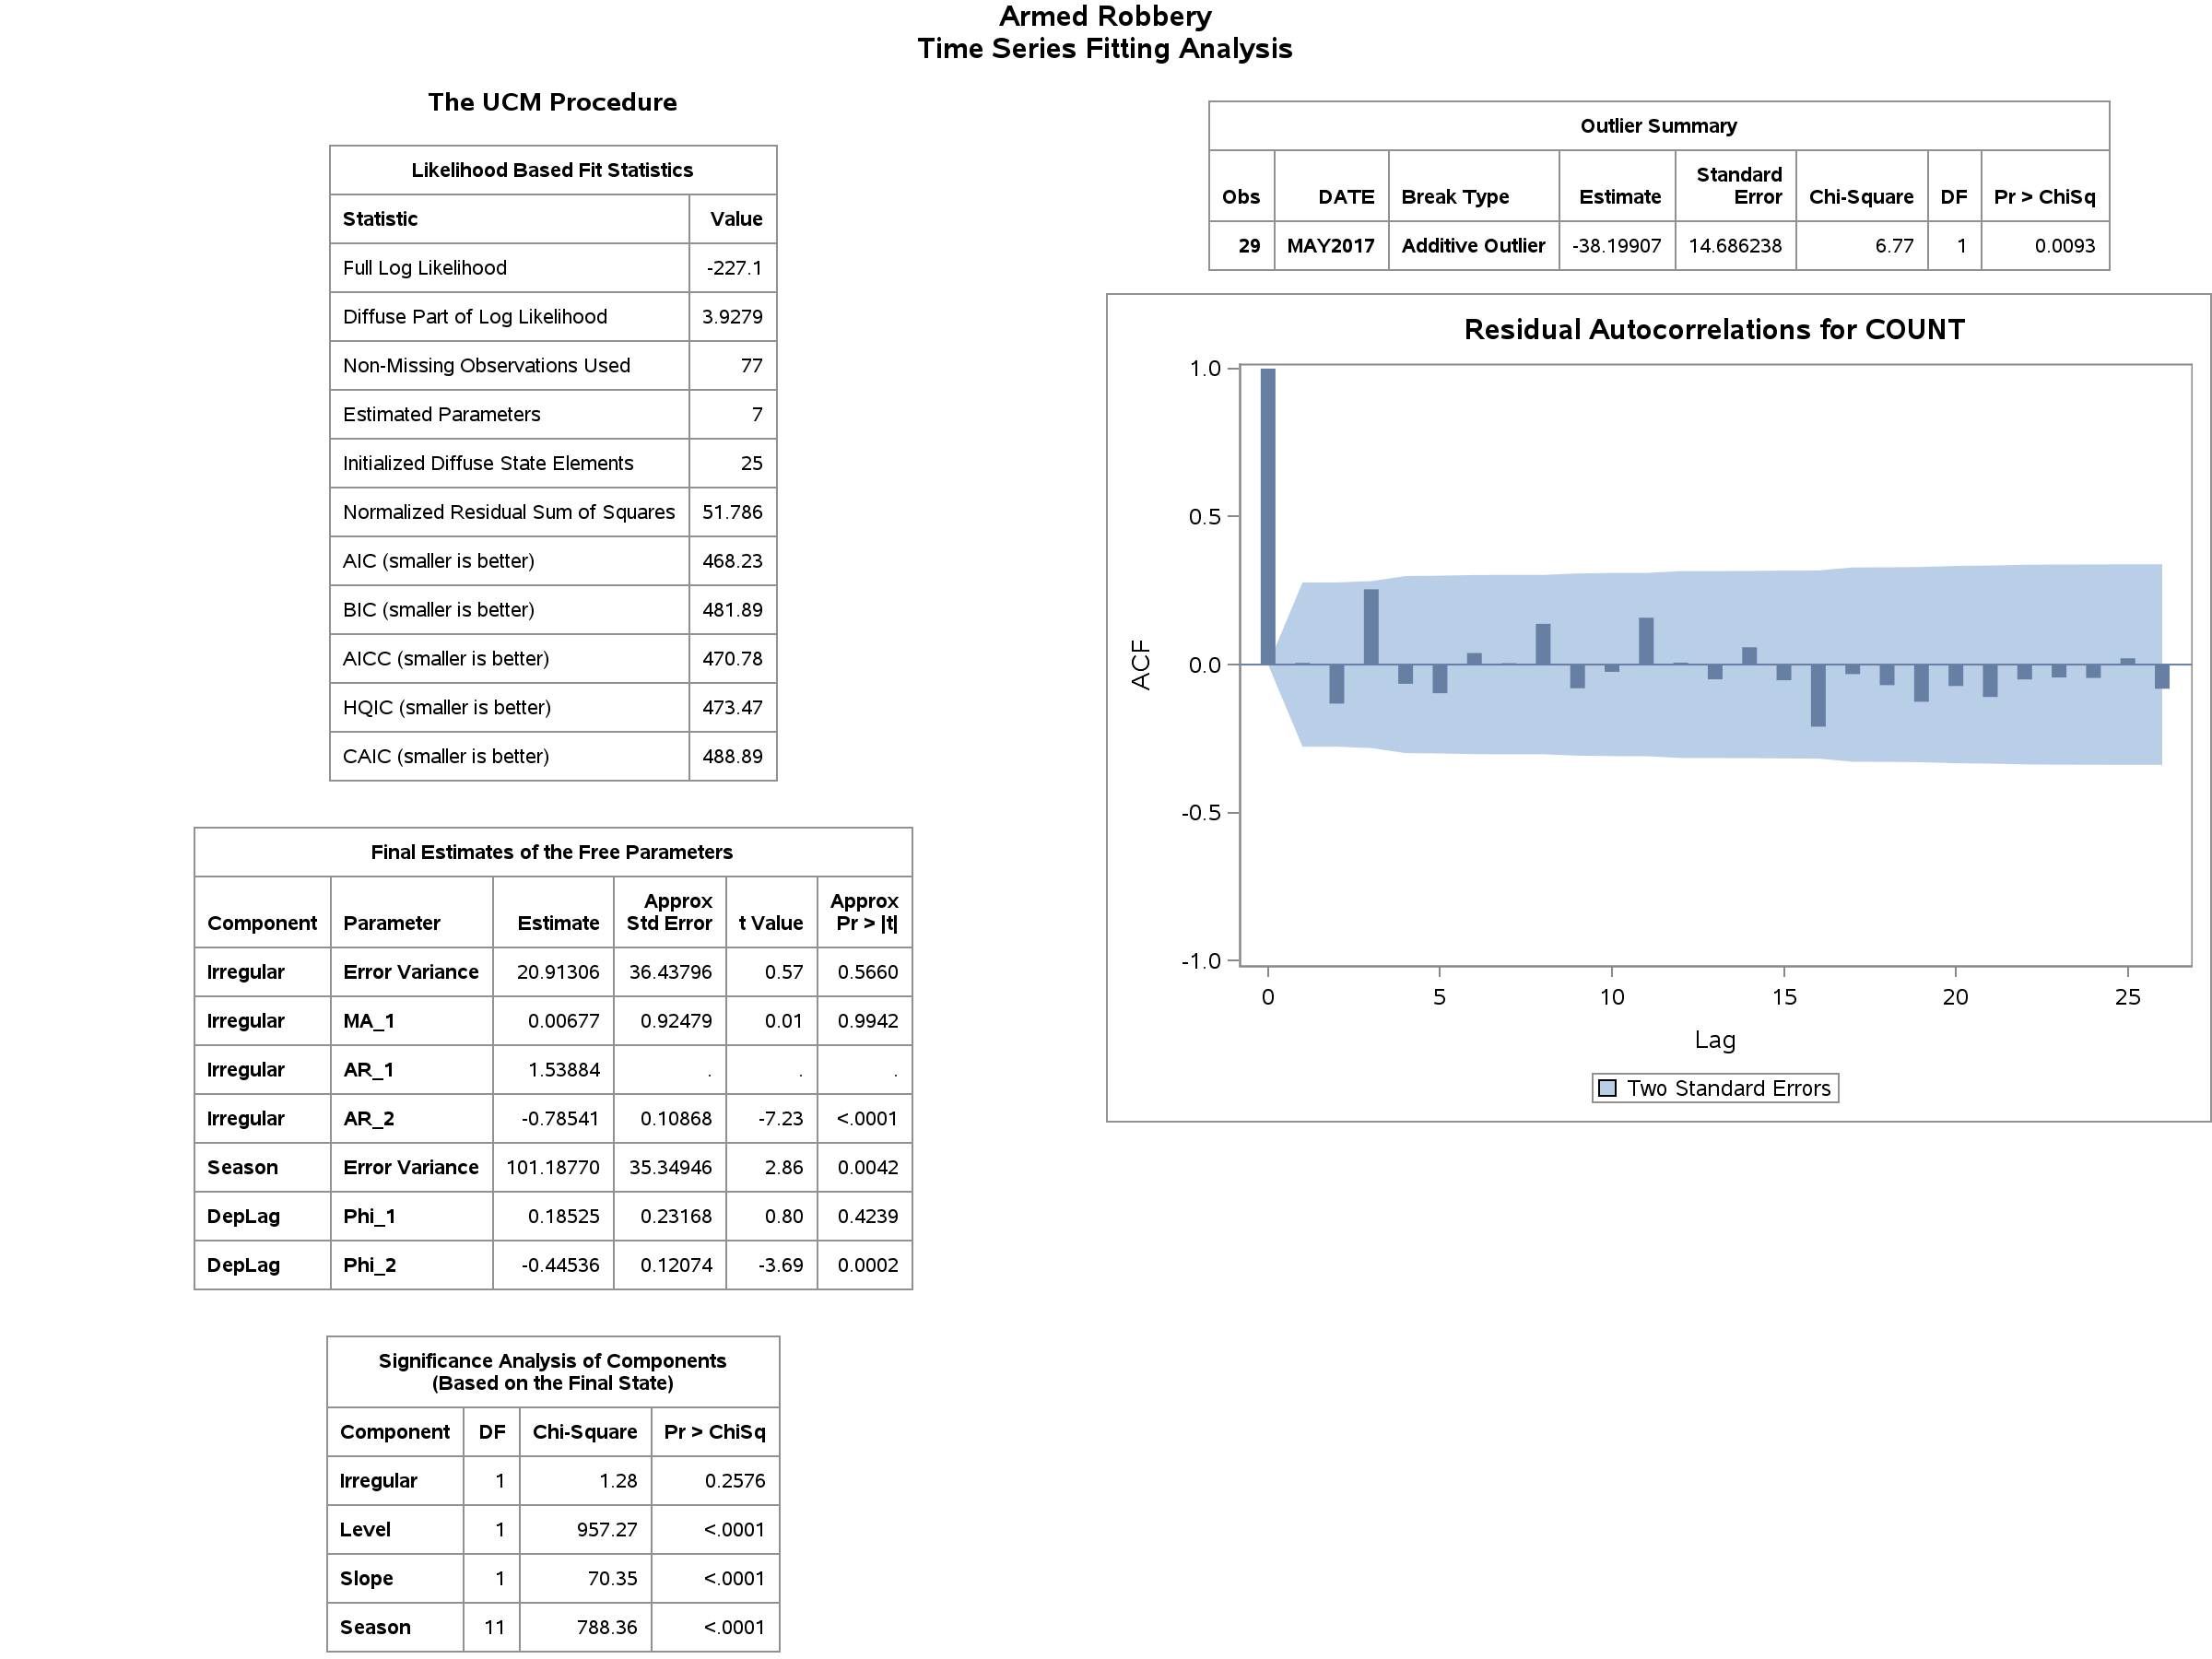 Armed Robbery
Time Series Fitting Analysis
The UCM Procedure
Likelihood Based Fit Statistics
Statistic Value
Full Log Likelihood -227.1
Diffuse Part of Log Likelihood 3.9279
Non-Missing Observations Used 77
Estimated Parameters 7
Initialized Diffuse State Elements 25
Normalized Residual Sum of Squares 51.786
AIC (smaller is better) 468.23
BIC (smaller is better) 481.89
AICC (smaller is better) 470.78
HQIC (smaller is better) 473.47
CAIC (smaller is better) 488.89
Final Estimates of the Free Parameters
Approx Approx
Component Parameter Estimate Std Error t Value Pr > |t|
Irregular Error Variance 20.91306 36.43796 0.57 0.5660
Irregular MA_1 0.00677 0.92479 0.01 0.9942
Irregular AR_1 1.53884 . . .
Irregular AR_2 -0.78541 0.10868 -7.23 <.0001
Season Error Variance 101.18770 35.34946 2.86 0.0042
DepLag Phi_1 0.18525 0.23168 0.80 0.4239
DepLag Phi_2 -0.44536 0.12074 -3.69 0.0002
Significance Analysis of Components
(Based on the Final State)
Component DF Chi-Square Pr > ChiSq
Irregular 1 1.28 0.2576
Level 1 957.27 <.0001
Slope 1 70.35 <.0001
Season 11 788.36 <.0001
Outlier Summary
Standard
Obs DATE Break Type Estimate Error Chi-Square DF Pr > ChiSq
29 MAY2017 Additive Outlier -38.19907 14.686238 6.77 1 0.0093
Residual Autocorrelations for COUNT
1.0
0.5
0.0
-0.5
-1.0
ACF
0 5 10 15 20 25
Lag
Two Standard Errors